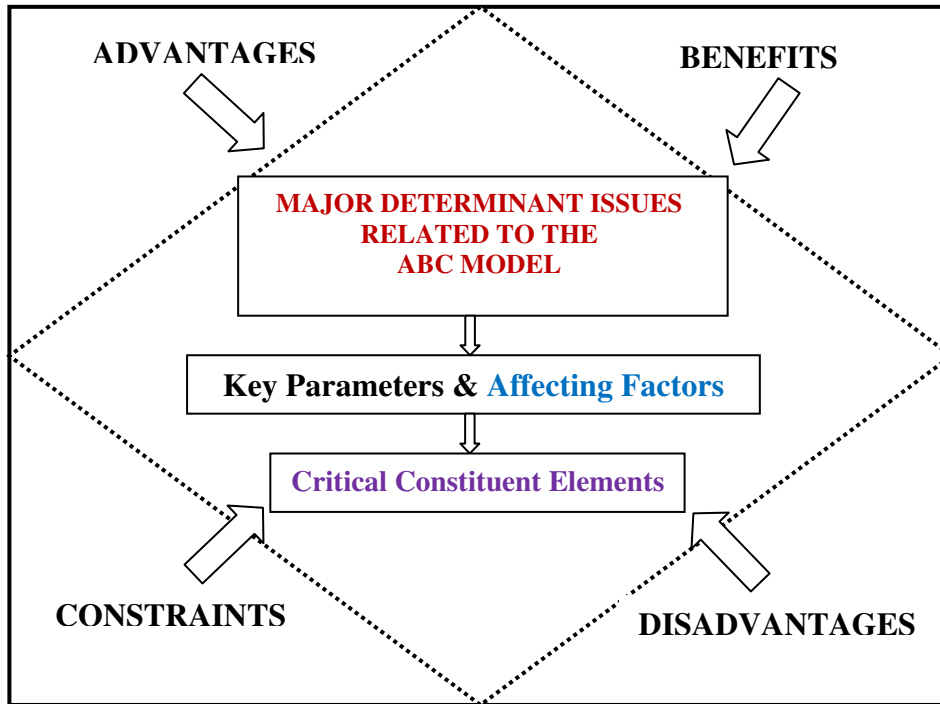 ADVANTAGES
BENEFITS
MAJOR DETERMINANT ISSUES
RELATED TO THE
ABC MODEL
Key Parameters & Affecting Factors
Critical Constituent Elements
CONSTRAINTS
DISADVANTAGES